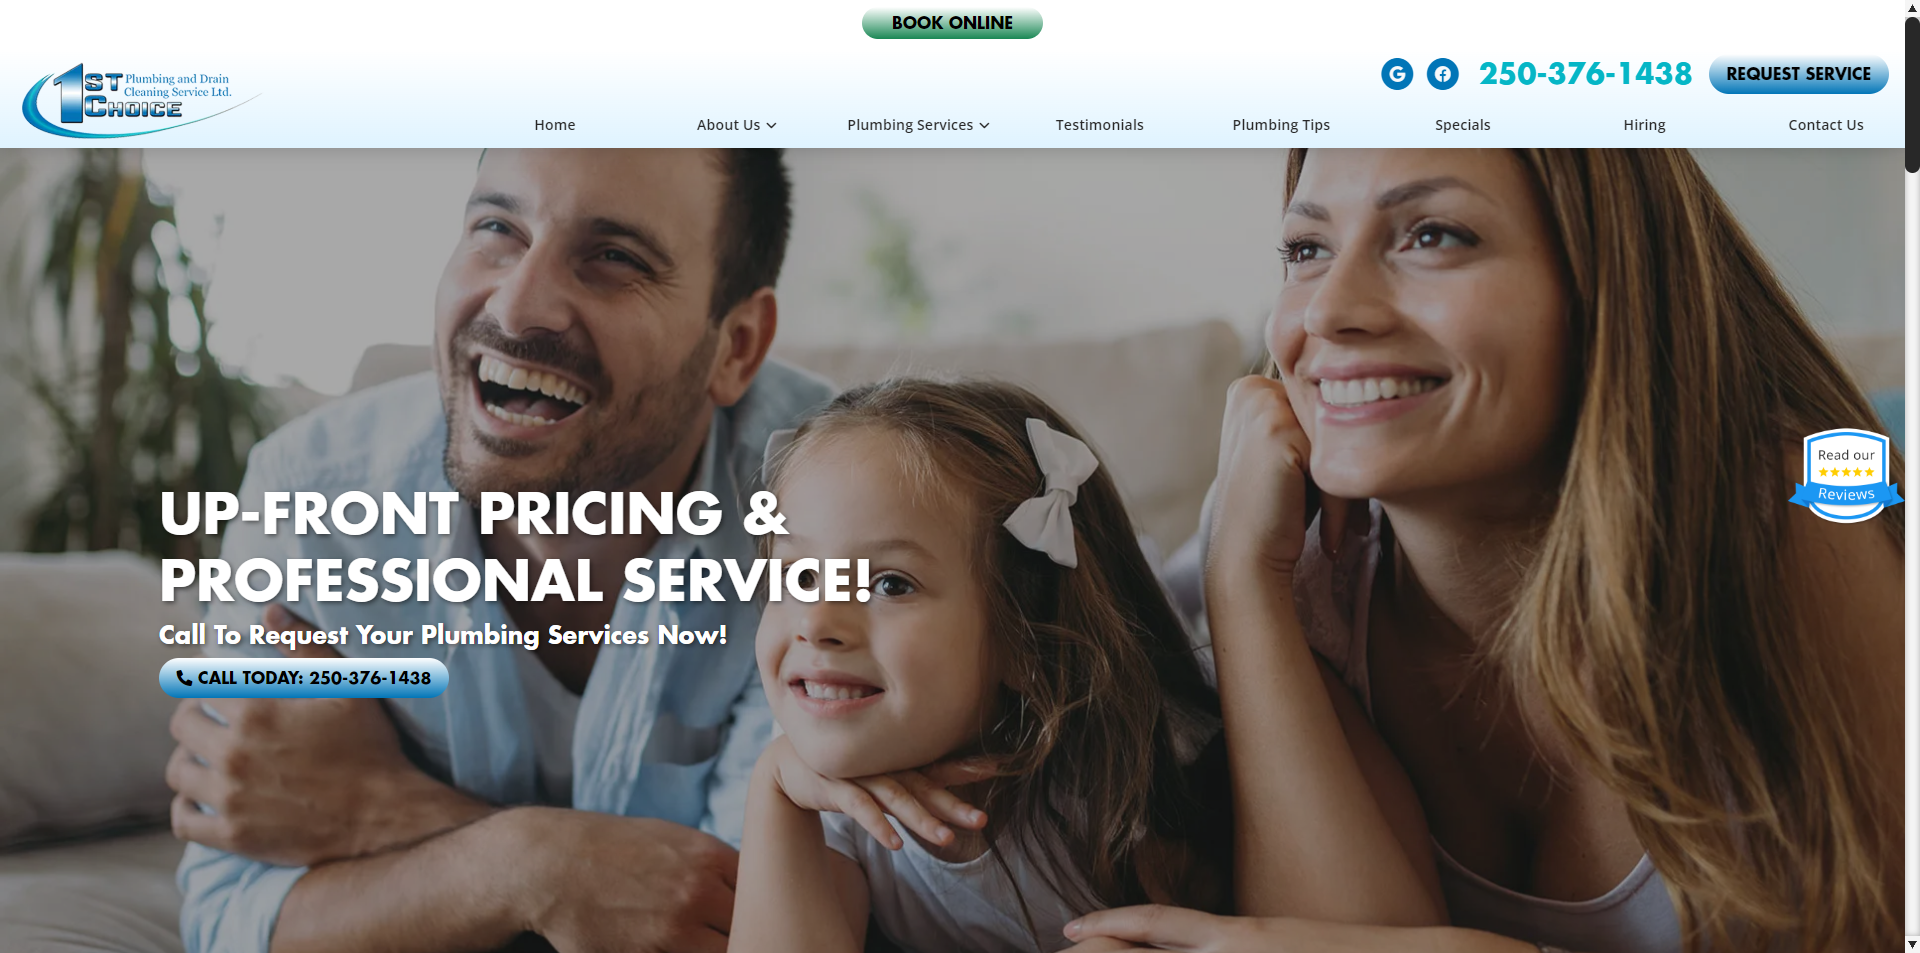 BOOK ONLINE
1ST CHOICE
Plumbing and Drain
Cleaning Service Ltd.
250-376-1438
REQUEST SERVICE
Home
About Us
Plumbing Services
Testimonials
Plumbing Tips
Specials
Hiring
Contact Us
Read our
Reviews
UP-FRONT PRICING &
PROFESSIONAL SERVICE!
Call To Request Your Plumbing Services Now!
CALL TODAY: 250-376-1438